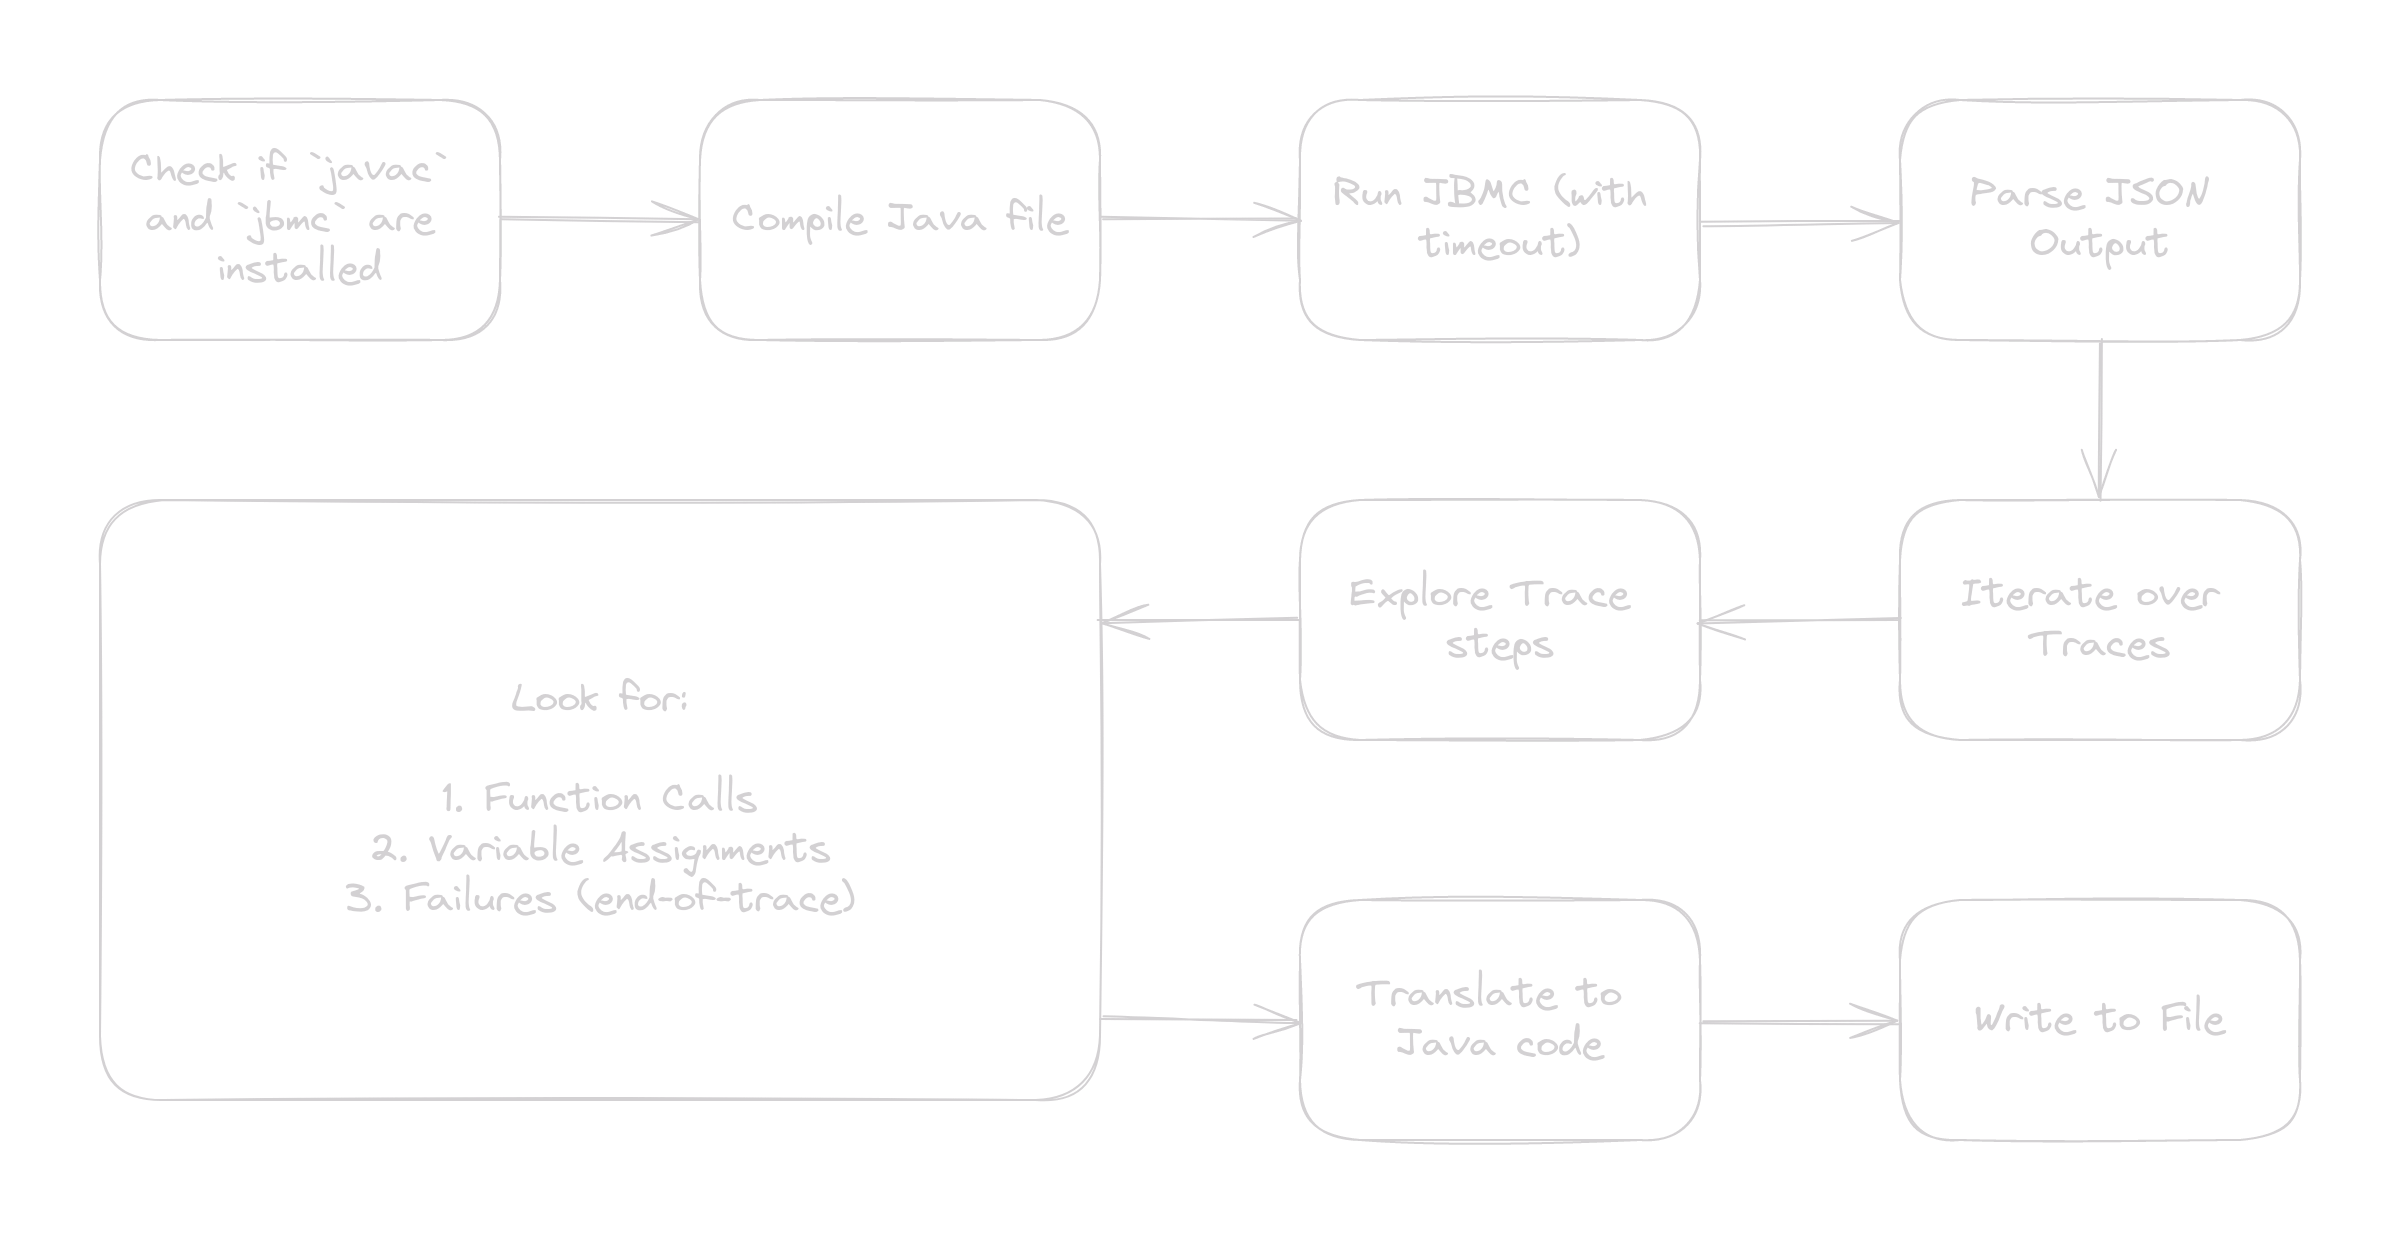 Check if `javac`
and `jbmc` are
installed
Compile Java file
Run JBMC (with
timeout)
Parse JSON
Output
Iterate over
Traces
Explore Trace
steps
Look for:
1. Function Calls
2. Variable Assignments
3. Failures (end-of-trace)
Translate to
Java code
Write to File